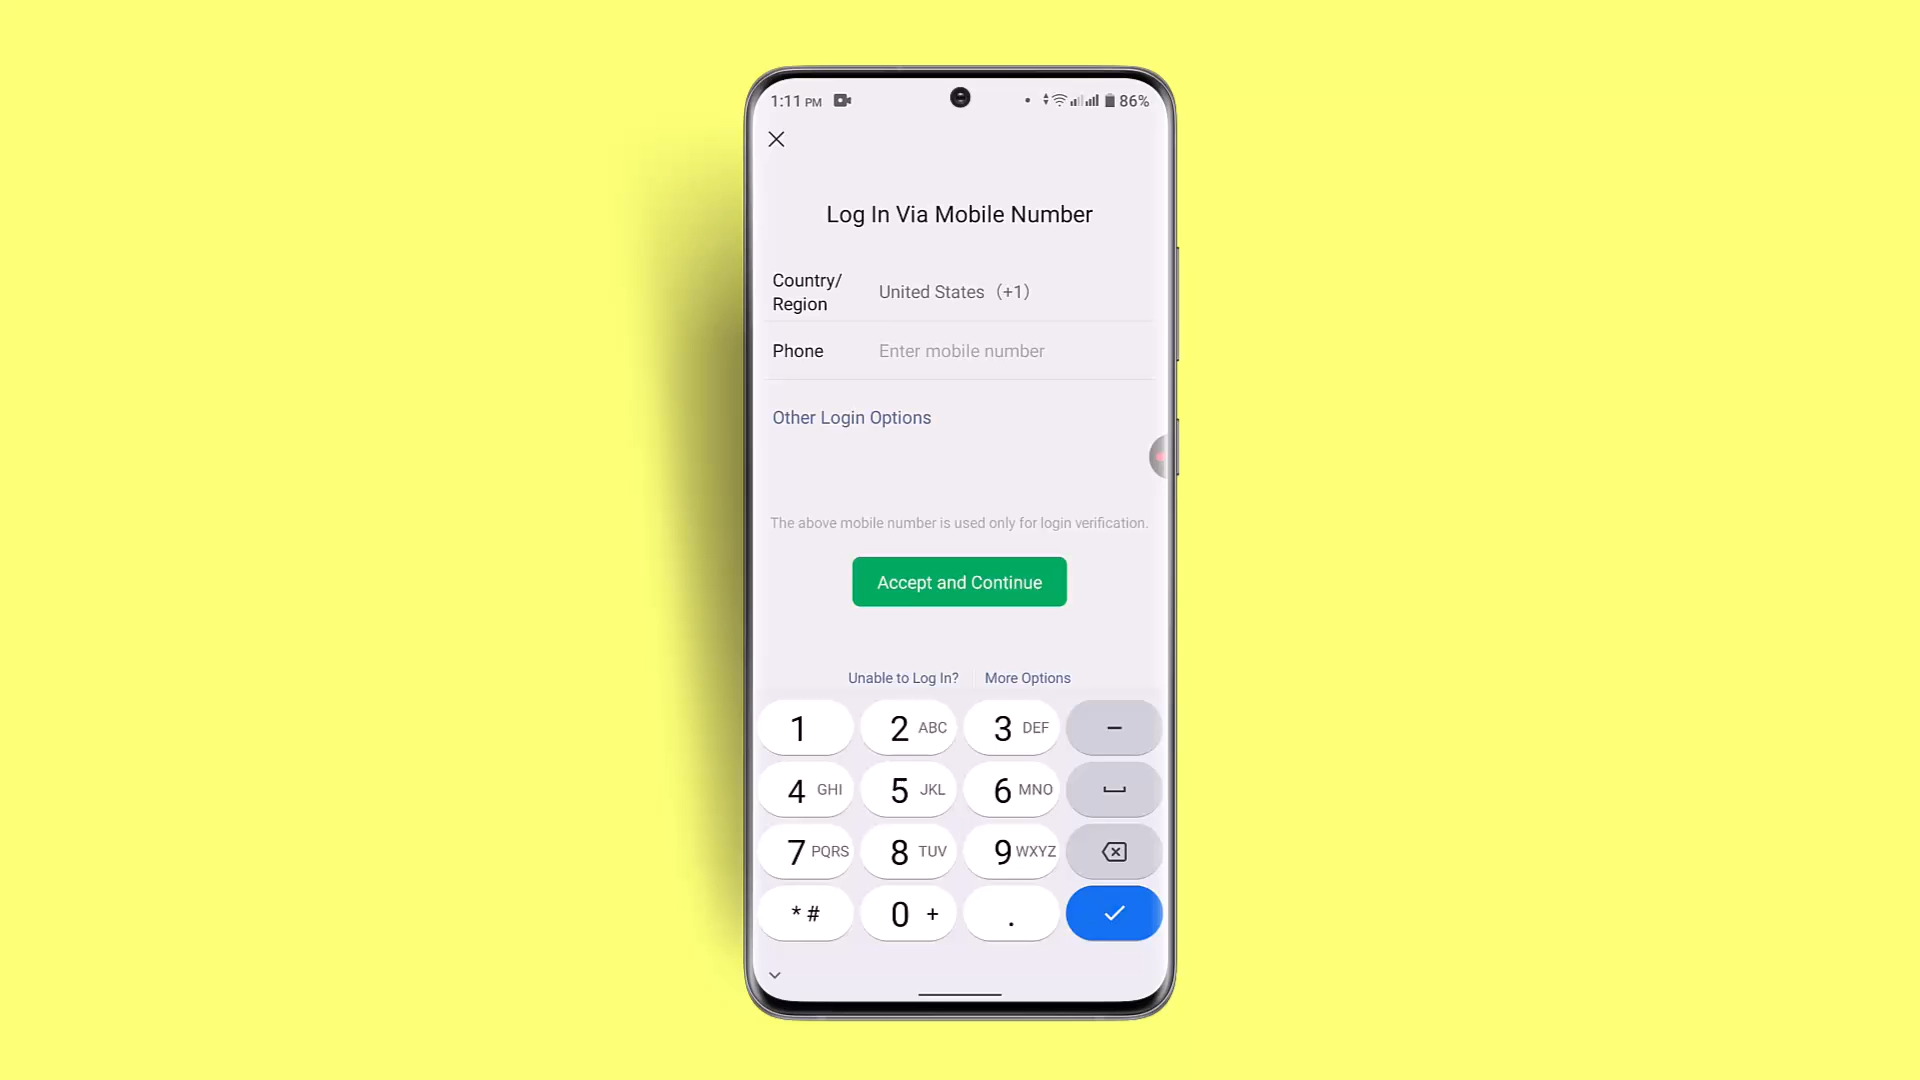 1:11 PM
86%
Log In Via Mobile Number
Country/
Region
United States (+1)
Phone
Enter mobile number
Other Login Options
The above mobile number is used only for login verification.
Accept and Continue
Unable to Log In?
More Options
1
2 ABC
3 DEF
-
4 GHI
5 JKL
6 MNO
7 PQRS
8 TUV
9 WXYZ
* #
0 +
.